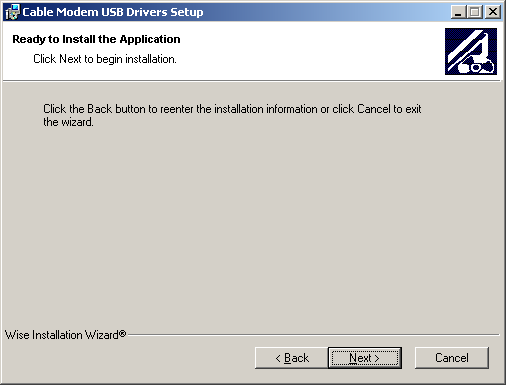 Cable Modem USB Drivers Setup
Ready to Install the Application
Click Next to begin installation.
Click the Back button to reenter the installation information or click Cancel to exit
the wizard.
Wise Installation Wizard®
< Back Next > Cancel